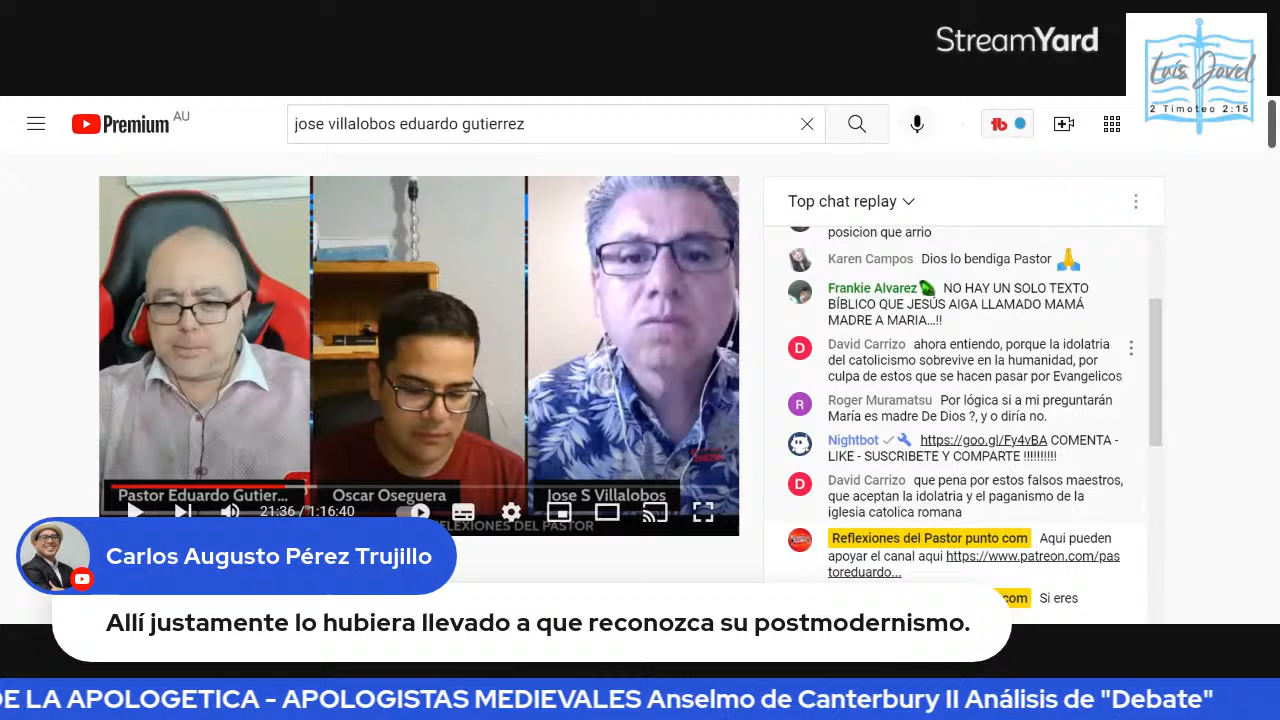 StreamYard
Luis Jovel
2 Timoteo 2:15
Premium AU
jose villalobos eduardo gutierrez
Top chat replay
posicion que arrio
Karen Campos Dios lo bendiga Pastor 🙏
Frankie Alvarez NO HAY UN SOLO TEXTO
BÍBLICO QUE JESÚS AIGA LLAMADO MAMÁ
MADRE A MARIA...!!
D David Carrizo ahora entiendo, porque la idolatria
del catolicismo sobrevive en la humanidad, por
culpa de estos que se hacen pasar por Evangelicos
R Roger Muramatsu Por lógica si a mi preguntarán
María es madre De Dios ?, y o diría no.
Nightbot https://goo.gl/Fy4vBA COMENTA -
LIKE - SUSCRIBETE Y COMPARTE !!!!!!!!!!
D David Carrizo que pena por estos falsos maestros,
que aceptan la idolatria y el paganismo de la
iglesia catolica romana
Reflexiones del Pastor punto com Aqui pueden
apoyar el canal aqui https://www.patreon.com/pas
toreduardo...
com Si eres
Pastor Eduardo Gutier...
Oscar Oseguera
Jose S Villalobos
21:36 / 1:16:40
EFLEXIONES DEL PASTOR
Carlos Augusto Pérez Trujillo
Allí justamente lo hubiera llevado a que reconozca su postmodernismo.
DE LA APOLOGETICA - APOLOGISTAS MEDIEVALES Anselmo de Canterbury II Análisis de "Debate"